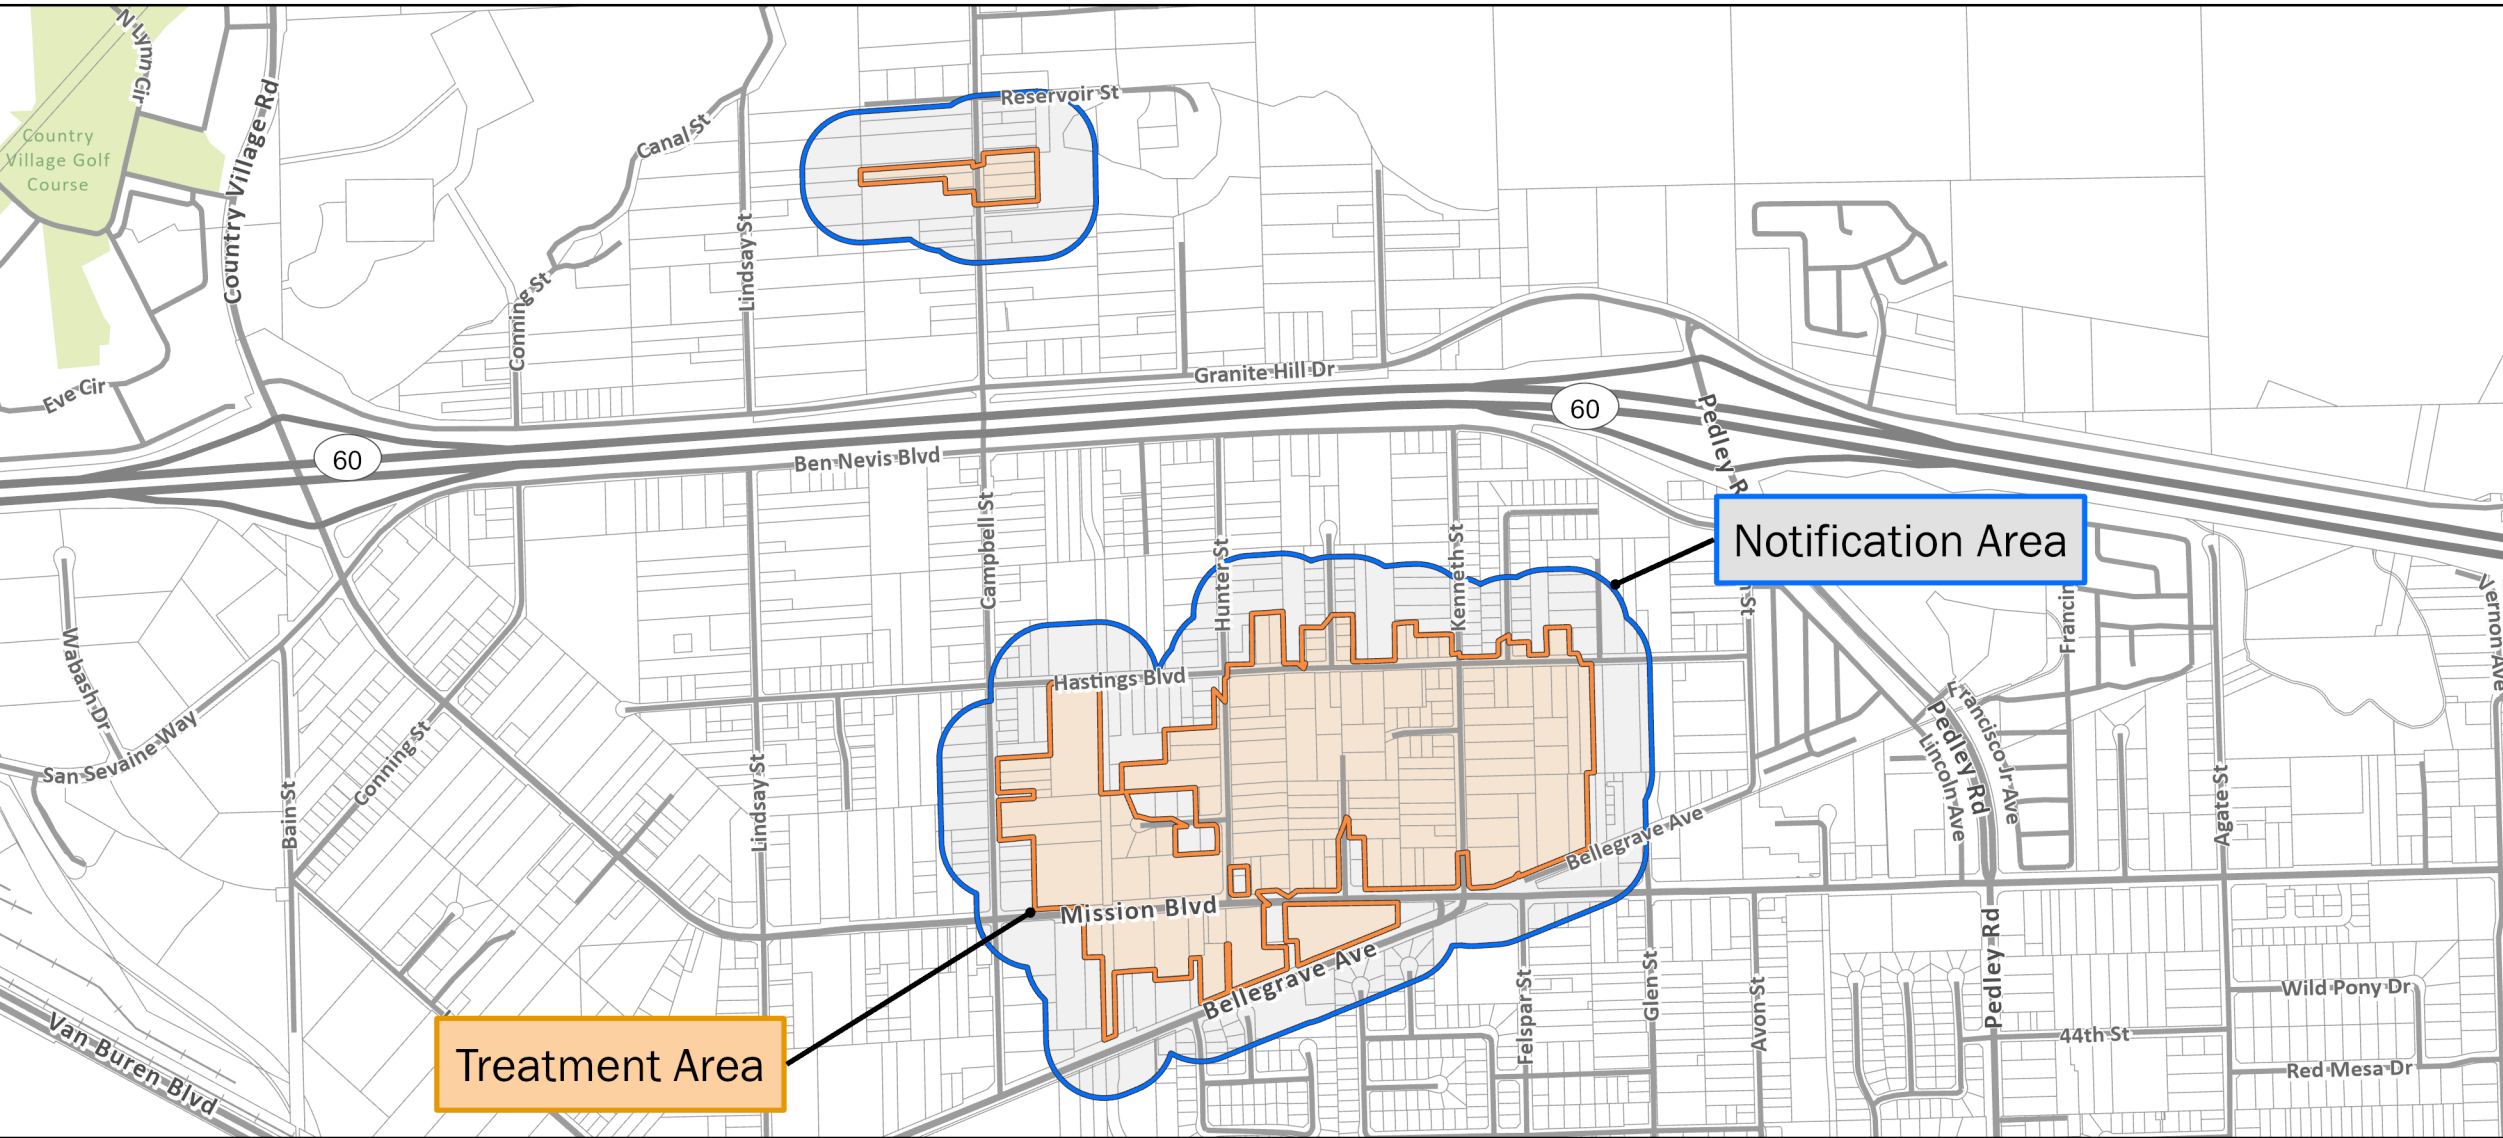 N Lynn Cir
Country
Village Golf
Course
Country Village Rd
Canal St
Reservoir St
Lindsay St
Conning St
Granite Hill Dr
Eve Cir
60
60
Pedley R
Ben Nevis Blvd
Campbell St
Hunter St
Kenneth St
Notification Area
St
Francin
Vernon Ave
Wabash Dr
Hastings Blvd
San Sevaine Way
Conning St
Bain St
Lindsay St
Francisco Jr Ave
Pedley Rd
Lincoln Ave
Agate St
Bellegrave Ave
Mission Blvd
Bellegrave Ave
Treatment Area
Van Buren Blvd
Felspar St
Glen St
Avon St
Pedley Rd
Wild Pony Dr
44th St
Red Mesa Dr